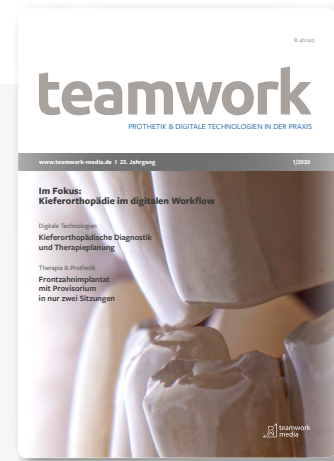 B 46249
teamwork
PROTHETIK & DIGITALE TECHNOLOGIEN IN DER PRAXIS
www.teamwork-media.de I 23. Jahrgang 1/2020
Im Fokus:
Kieferorthopädie im digitalen Workflow
Digitale Technologien
Kieferorthopädische Diagnostik
und Therapieplanung
Therapie & Prothetik
Frontzahnimplantat
mit Provisorium
in nur zwei Sitzungen
teamwork
media